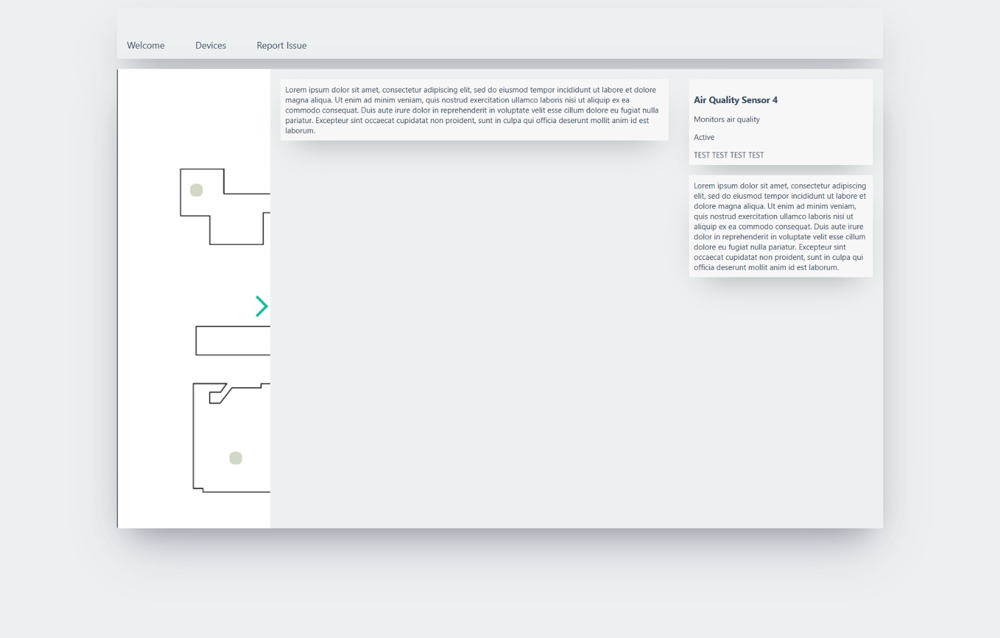 Welcome
Devices
Report Issue
Lorem ipsum dolor sit amet, consectetur adipiscing elit, sed do eiusmod tempor incididunt ut labore et dolore
magna aliqua. Ut enim ad minim veniam, quis nostrud exercitation ullamco laboris nisi ut aliquip ex ea
commodo consequat. Duis aute irure dolor in reprehenderit in voluptate velit esse cillum dolore eu fugiat nulla
pariatur. Excepteur sint occaecat cupidatat non proident, sunt in culpa qui officia deserunt mollit anim id est
laborum.
Air Quality Sensor 4
Monitors air quality
Active
TEST TEST TEST TEST
Lorem ipsum dolor sit amet, consectetur adipiscing
elit, sed do eiusmod tempor incididunt ut labore et
dolore magna aliqua. Ut enim ad minim veniam,
quis nostrud exercitation ullamco laboris nisi ut
aliquip ex ea commodo consequat. Duis aute irure
dolor in reprehenderit in voluptate velit esse cillum
dolore eu fugiat nulla pariatur. Excepteur sint
occaecat cupidatat non proident, sunt in culpa qui
officia deserunt mollit anim id est laborum.